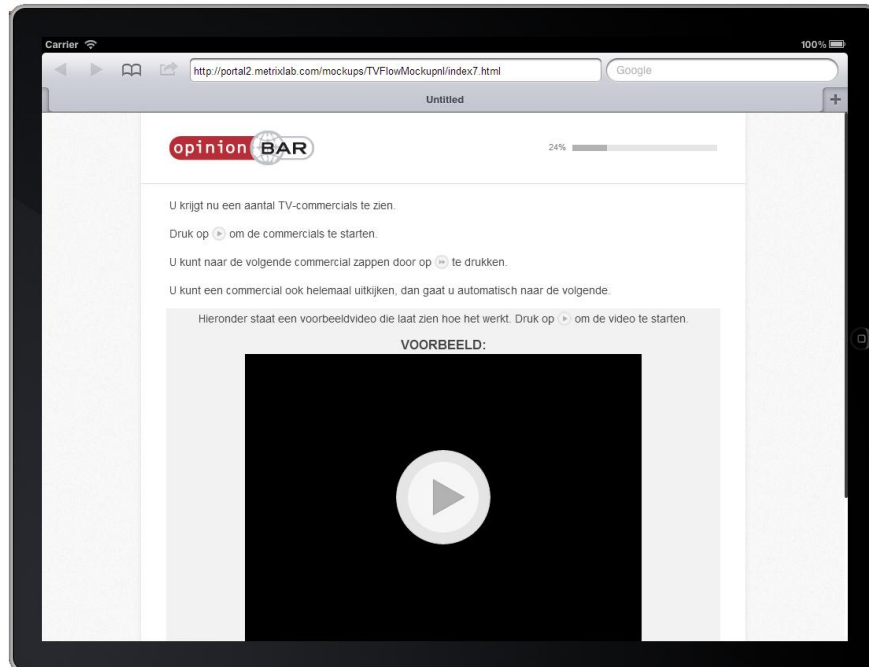 Carrier
100%
http://portal2.metrixlab.com/mockups/TVFlowMockupnl/index7.html
Google
Untitled
opinion BAR
24%
U krijgt nu een aantal TV-commercials te zien.
Druk op om de commercials te starten.
U kunt naar de volgende commercial zappen door op te drukken.
U kunt een commercial ook helemaal uitkijken, dan gaat u automatisch naar de volgende.
Hieronder staat een voorbeeldvideo die laat zien hoe het werkt. Druk op om de video te starten.
VOORBEELD: